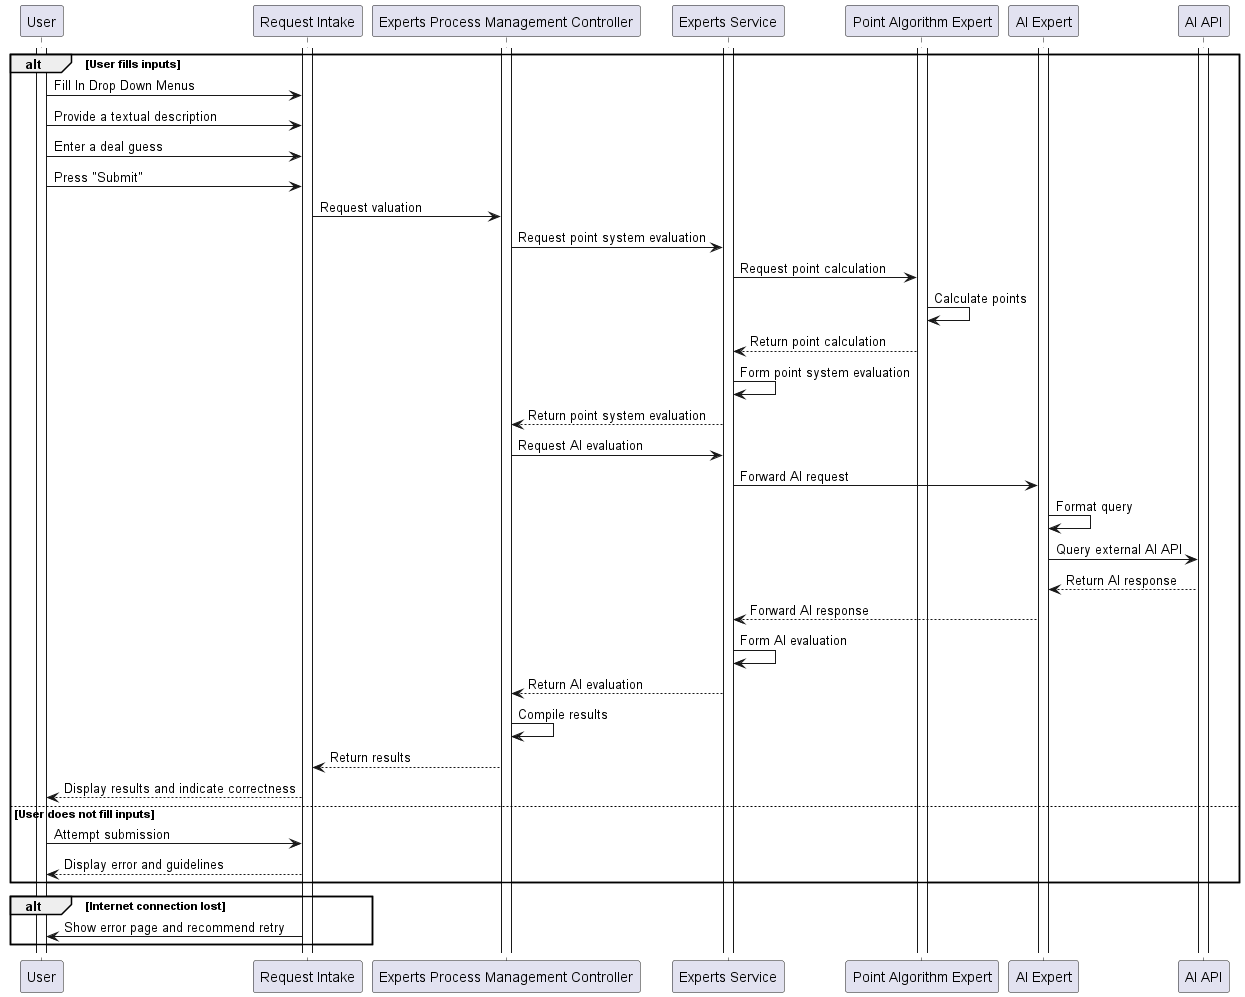 User
Request Intake
Experts Process Management Controller
Experts Service
Point Algorithm Expert
AI Expert
AI API
alt [User fills inputs]
Fill In Drop Down Menus
Provide a textual description
Enter a deal guess
Press "Submit"
Request valuation
Request point system evaluation
Request point calculation
Calculate points
Return point calculation
Form point system evaluation
Return point system evaluation
Request AI evaluation
Forward AI request
Format query
Query external AI API
Return AI response
Forward AI response
Form AI evaluation
Return AI evaluation
Compile results
Return results
Display results and indicate correctness
[User does not fill inputs]
Attempt submission
Display error and guidelines
alt [Internet connection lost]
Show error page and recommend retry
User
Request Intake
Experts Process Management Controller
Experts Service
Point Algorithm Expert
AI Expert
AI API